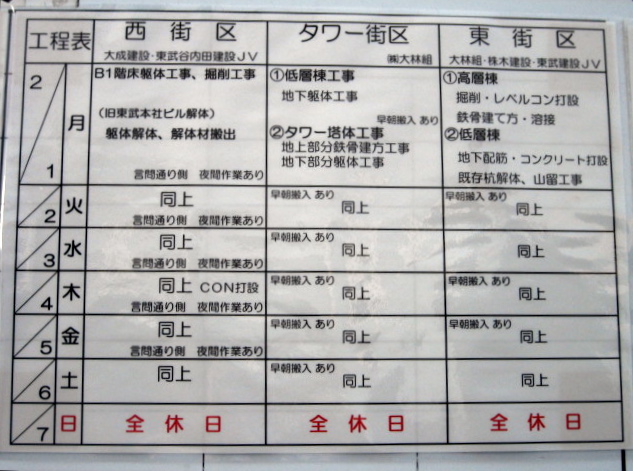 工程表 西街区 タワー街区 東街区
大成建設・東武谷内田建設JV ㈱大林組 大林組・株木建設・東武建設JV
2/1 月
B1階床躯体工事、掘削工事
(旧東武本社ビル解体)
躯体解体、解体材搬出
言問通り側 夜間作業あり
①低層棟工事
地下躯体工事
早朝搬入 あり
②タワー塔体工事
地上部分鉄骨建方工事
地下部分躯体工事
①高層棟
掘削・レベルコン打設
鉄骨建て方・溶接
②低層棟
地下配筋・コンクリート打設
既存杭解体、山留工事
2 火 同上 言問通り側 夜間作業あり 早朝搬入 あり 同上 早朝搬入 あり 同上
3 水 同上 言問通り側 夜間作業あり 早朝搬入 あり 同上 同上
4 木 同上 CON打設 言問通り側 夜間作業あり 早朝搬入 あり 同上 早朝搬入 あり 同上
5 金 同上 言問通り側 夜間作業あり 早朝搬入 あり 同上 早朝搬入 あり 同上
6 土 同上 早朝搬入 あり 同上 同上
7 日 全休日 全休日 全休日